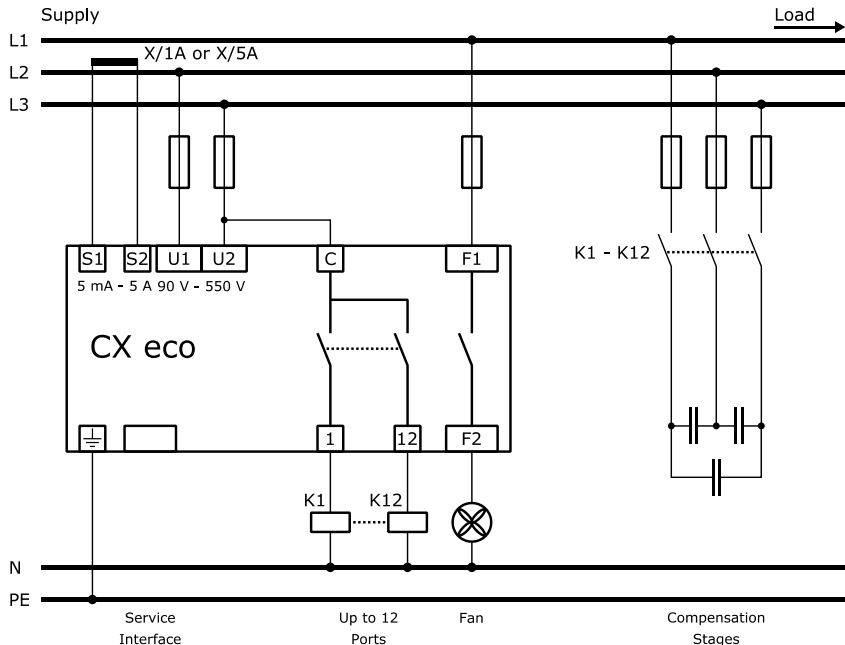 Supply
Load
L1
X/1A or X/5A
L2
L3
K1 - K12
S1 S2 U1 U2 C F1
5 mA - 5 A 90 V - 550 V
CX eco
1 12 F2
K1 K12
N
PE
Service
Interface
Up to 12
Ports
Fan
Compensation
Stages